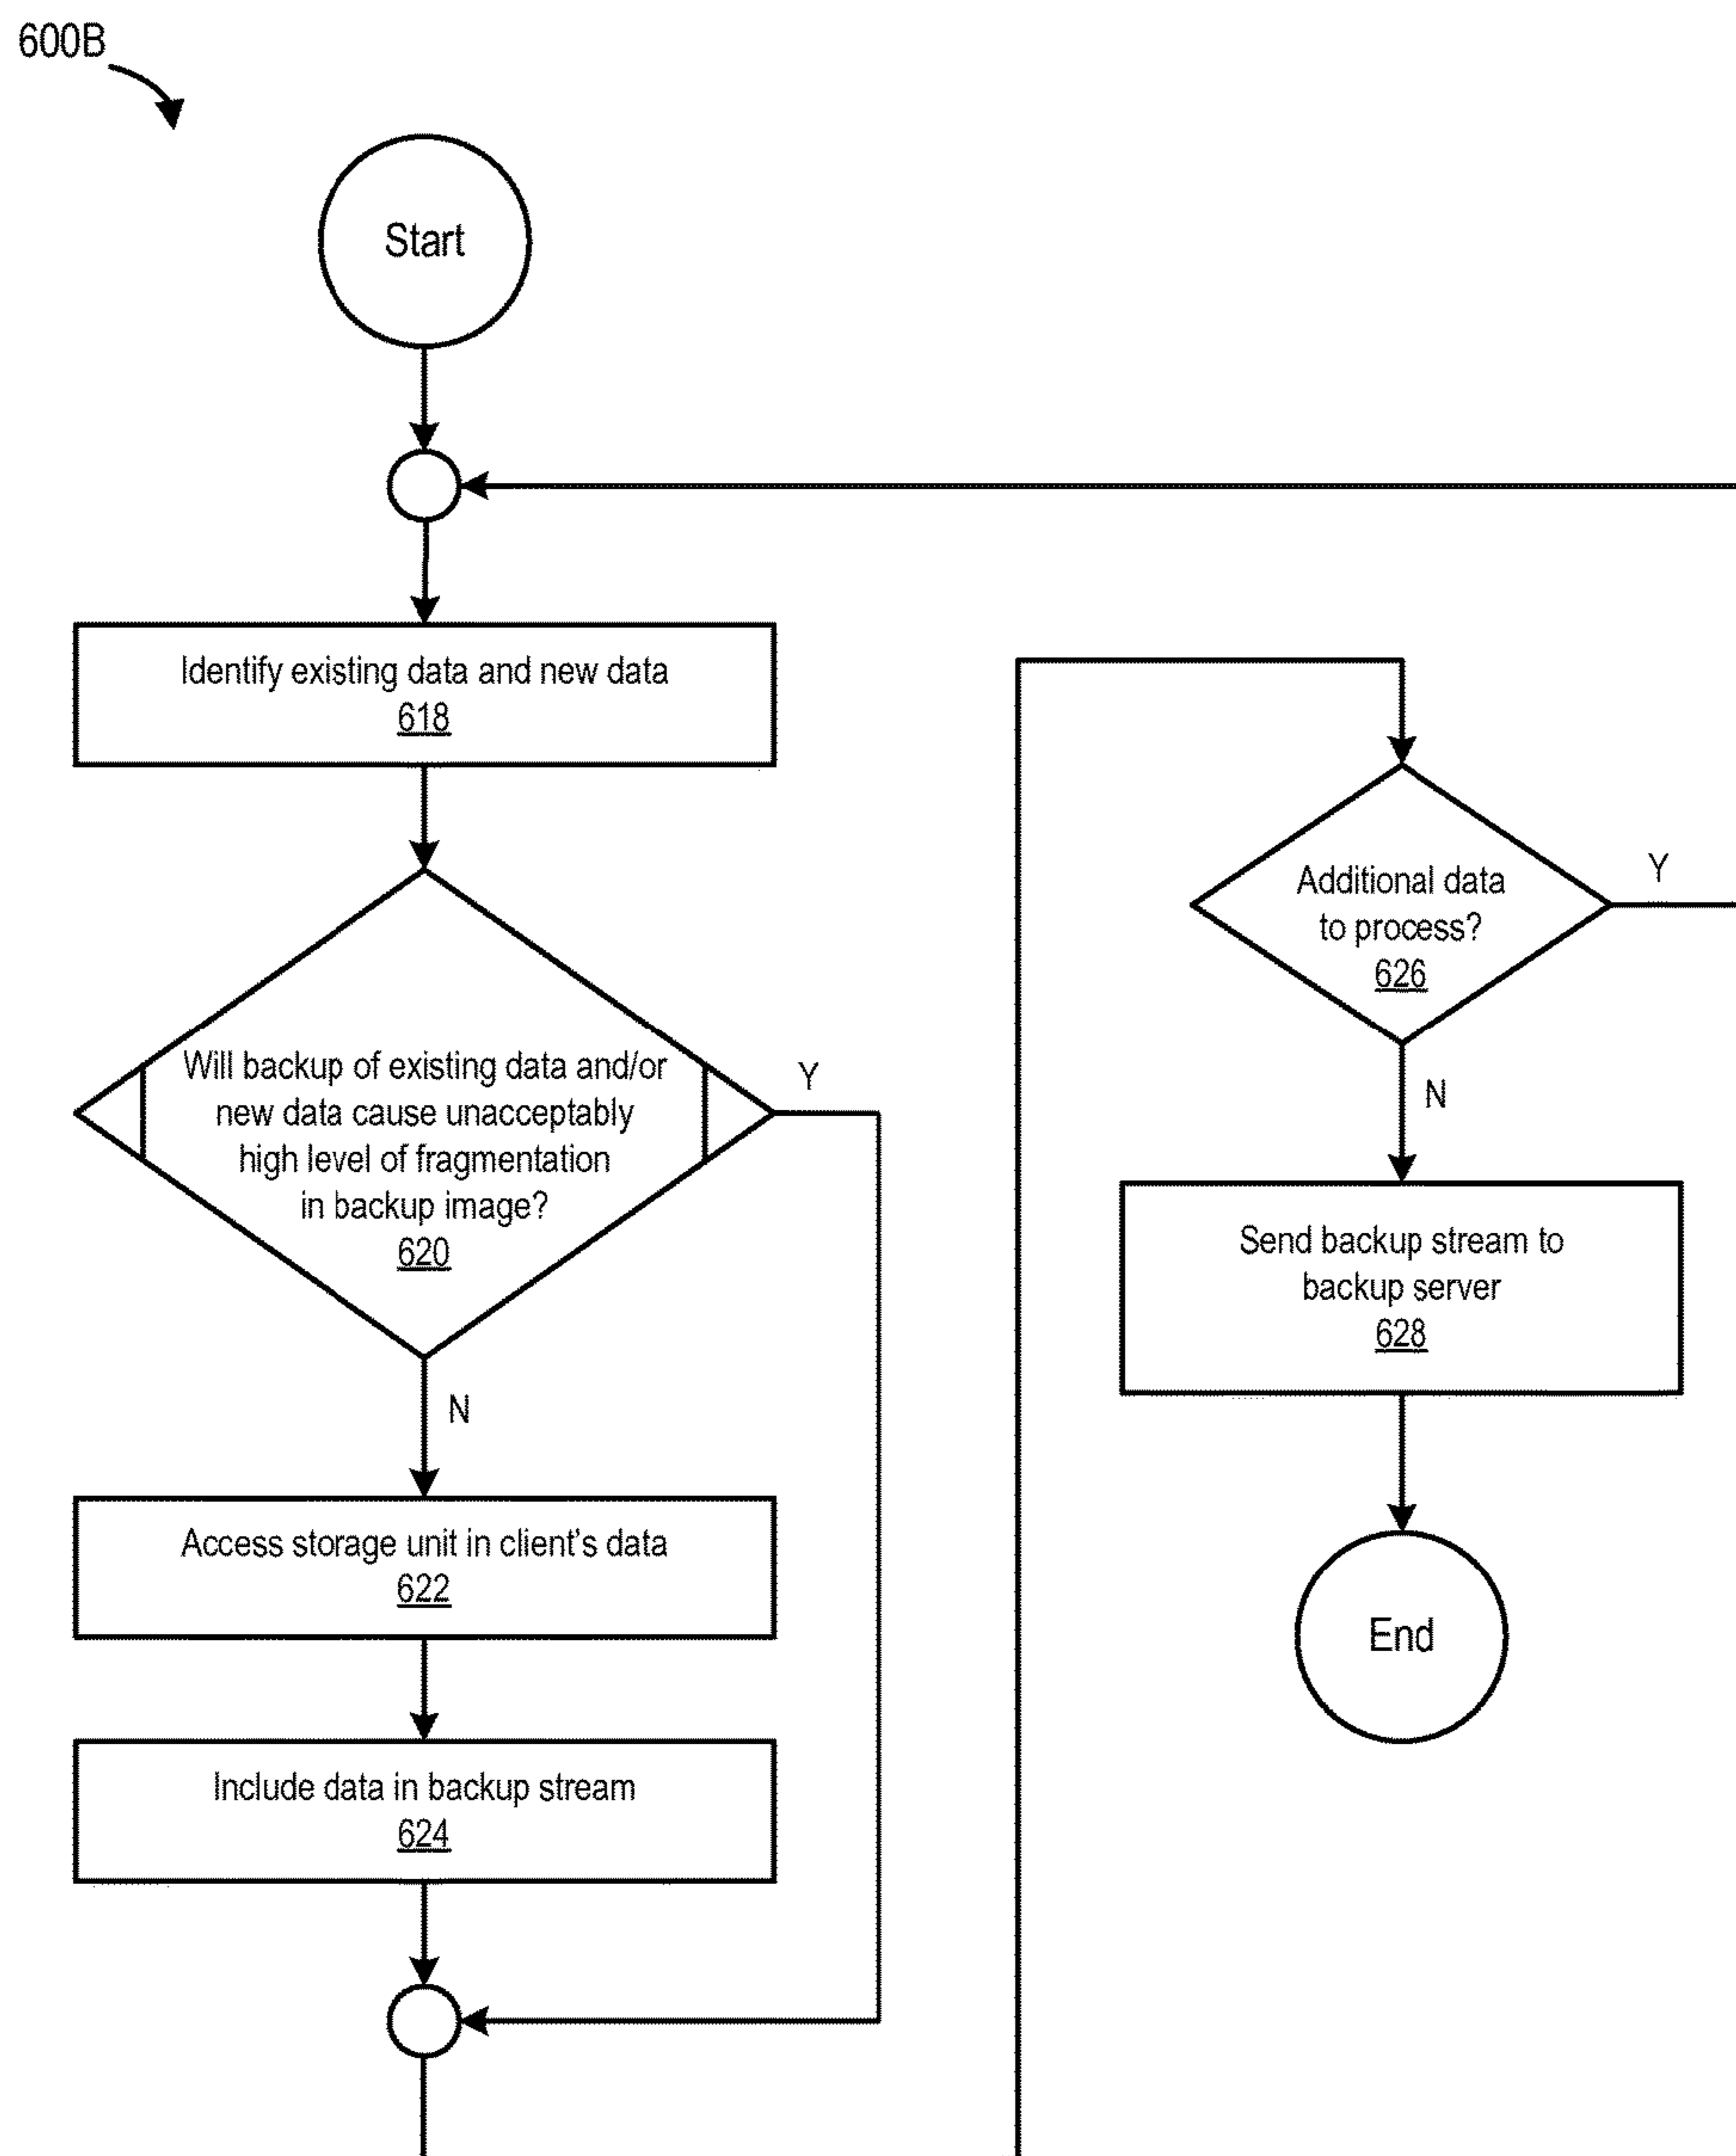 600B
Start
Identify existing data and new data
618
Will backup of existing data and/or
new data cause unacceptably
high level of fragmentation
in backup image?
620
Y
N
Access storage unit in client's data
622
Include data in backup stream
624
Additional data
to process?
626
Y
N
Send backup stream to
backup server
628
End